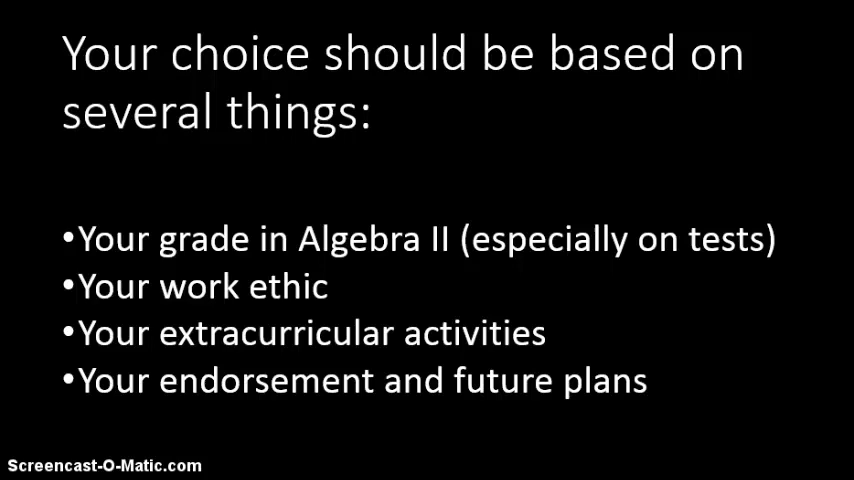 Your choice should be based on
several things:
•Your grade in Algebra II (especially on tests)
•Your work ethic
•Your extracurricular activities
•Your endorsement and future plans
Screencast-O-Matic.com